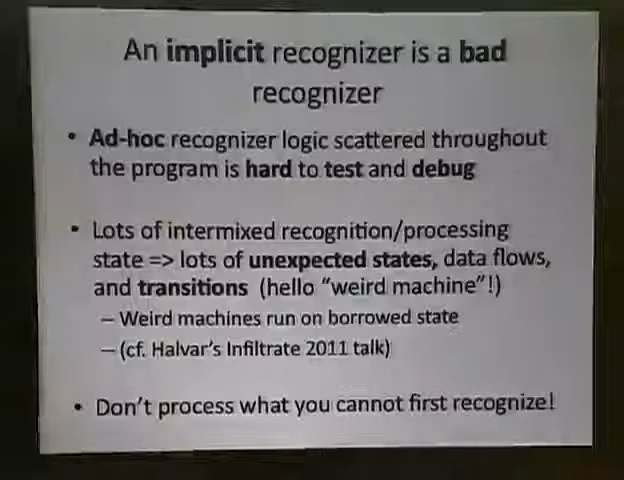 An implicit recognizer is a bad
recognizer
• Ad-hoc recognizer logic scattered throughout
the program is hard to test and debug
• Lots of intermixed recognition/processing
state => lots of unexpected states, data flows,
and transitions (hello "weird machine"!)
– Weird machines run on borrowed state
– (cf. Halvar's Infiltrate 2011 talk)
• Don't process what you cannot first recognize!